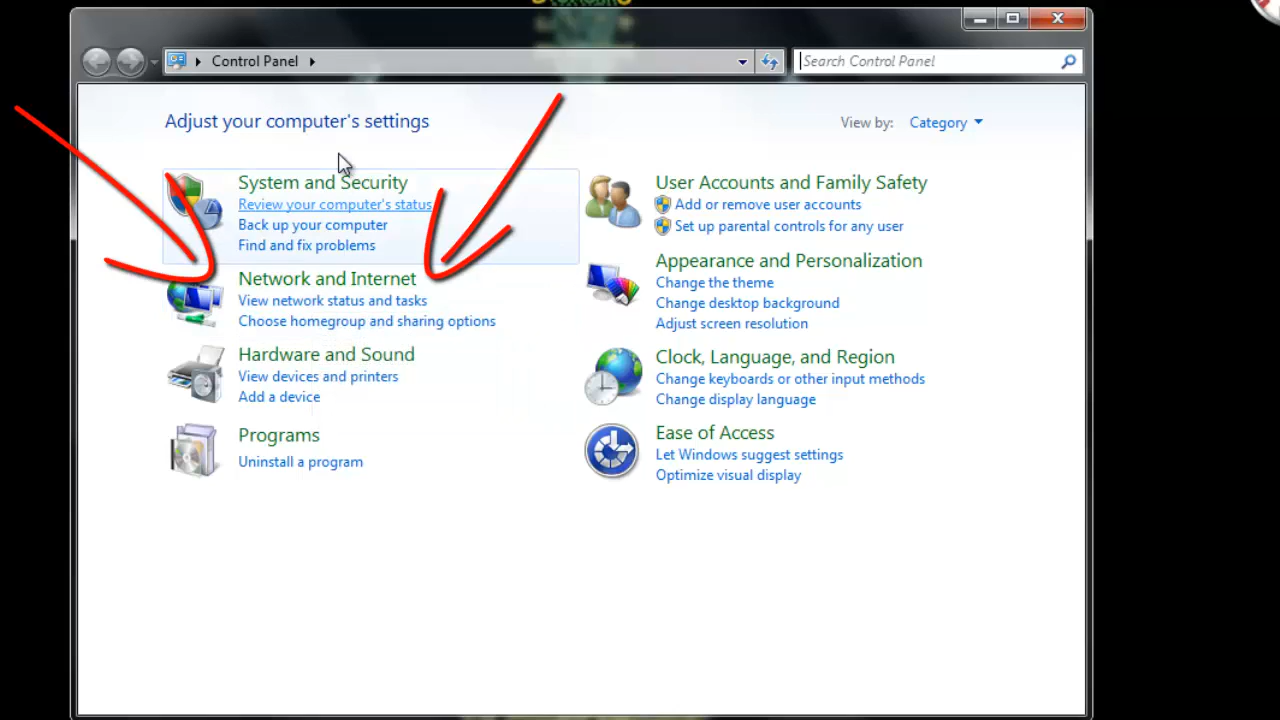 Control Panel
Search Control Panel
Adjust your computer's settings
View by: Category
System and Security
Review your computer's status
Back up your computer
Find and fix problems
Network and Internet
View network status and tasks
Choose homegroup and sharing options
Hardware and Sound
View devices and printers
Add a device
Programs
Uninstall a program
User Accounts and Family Safety
Add or remove user accounts
Set up parental controls for any user
Appearance and Personalization
Change the theme
Change desktop background
Adjust screen resolution
Clock, Language, and Region
Change keyboards or other input methods
Change display language
Ease of Access
Let Windows suggest settings
Optimize visual display